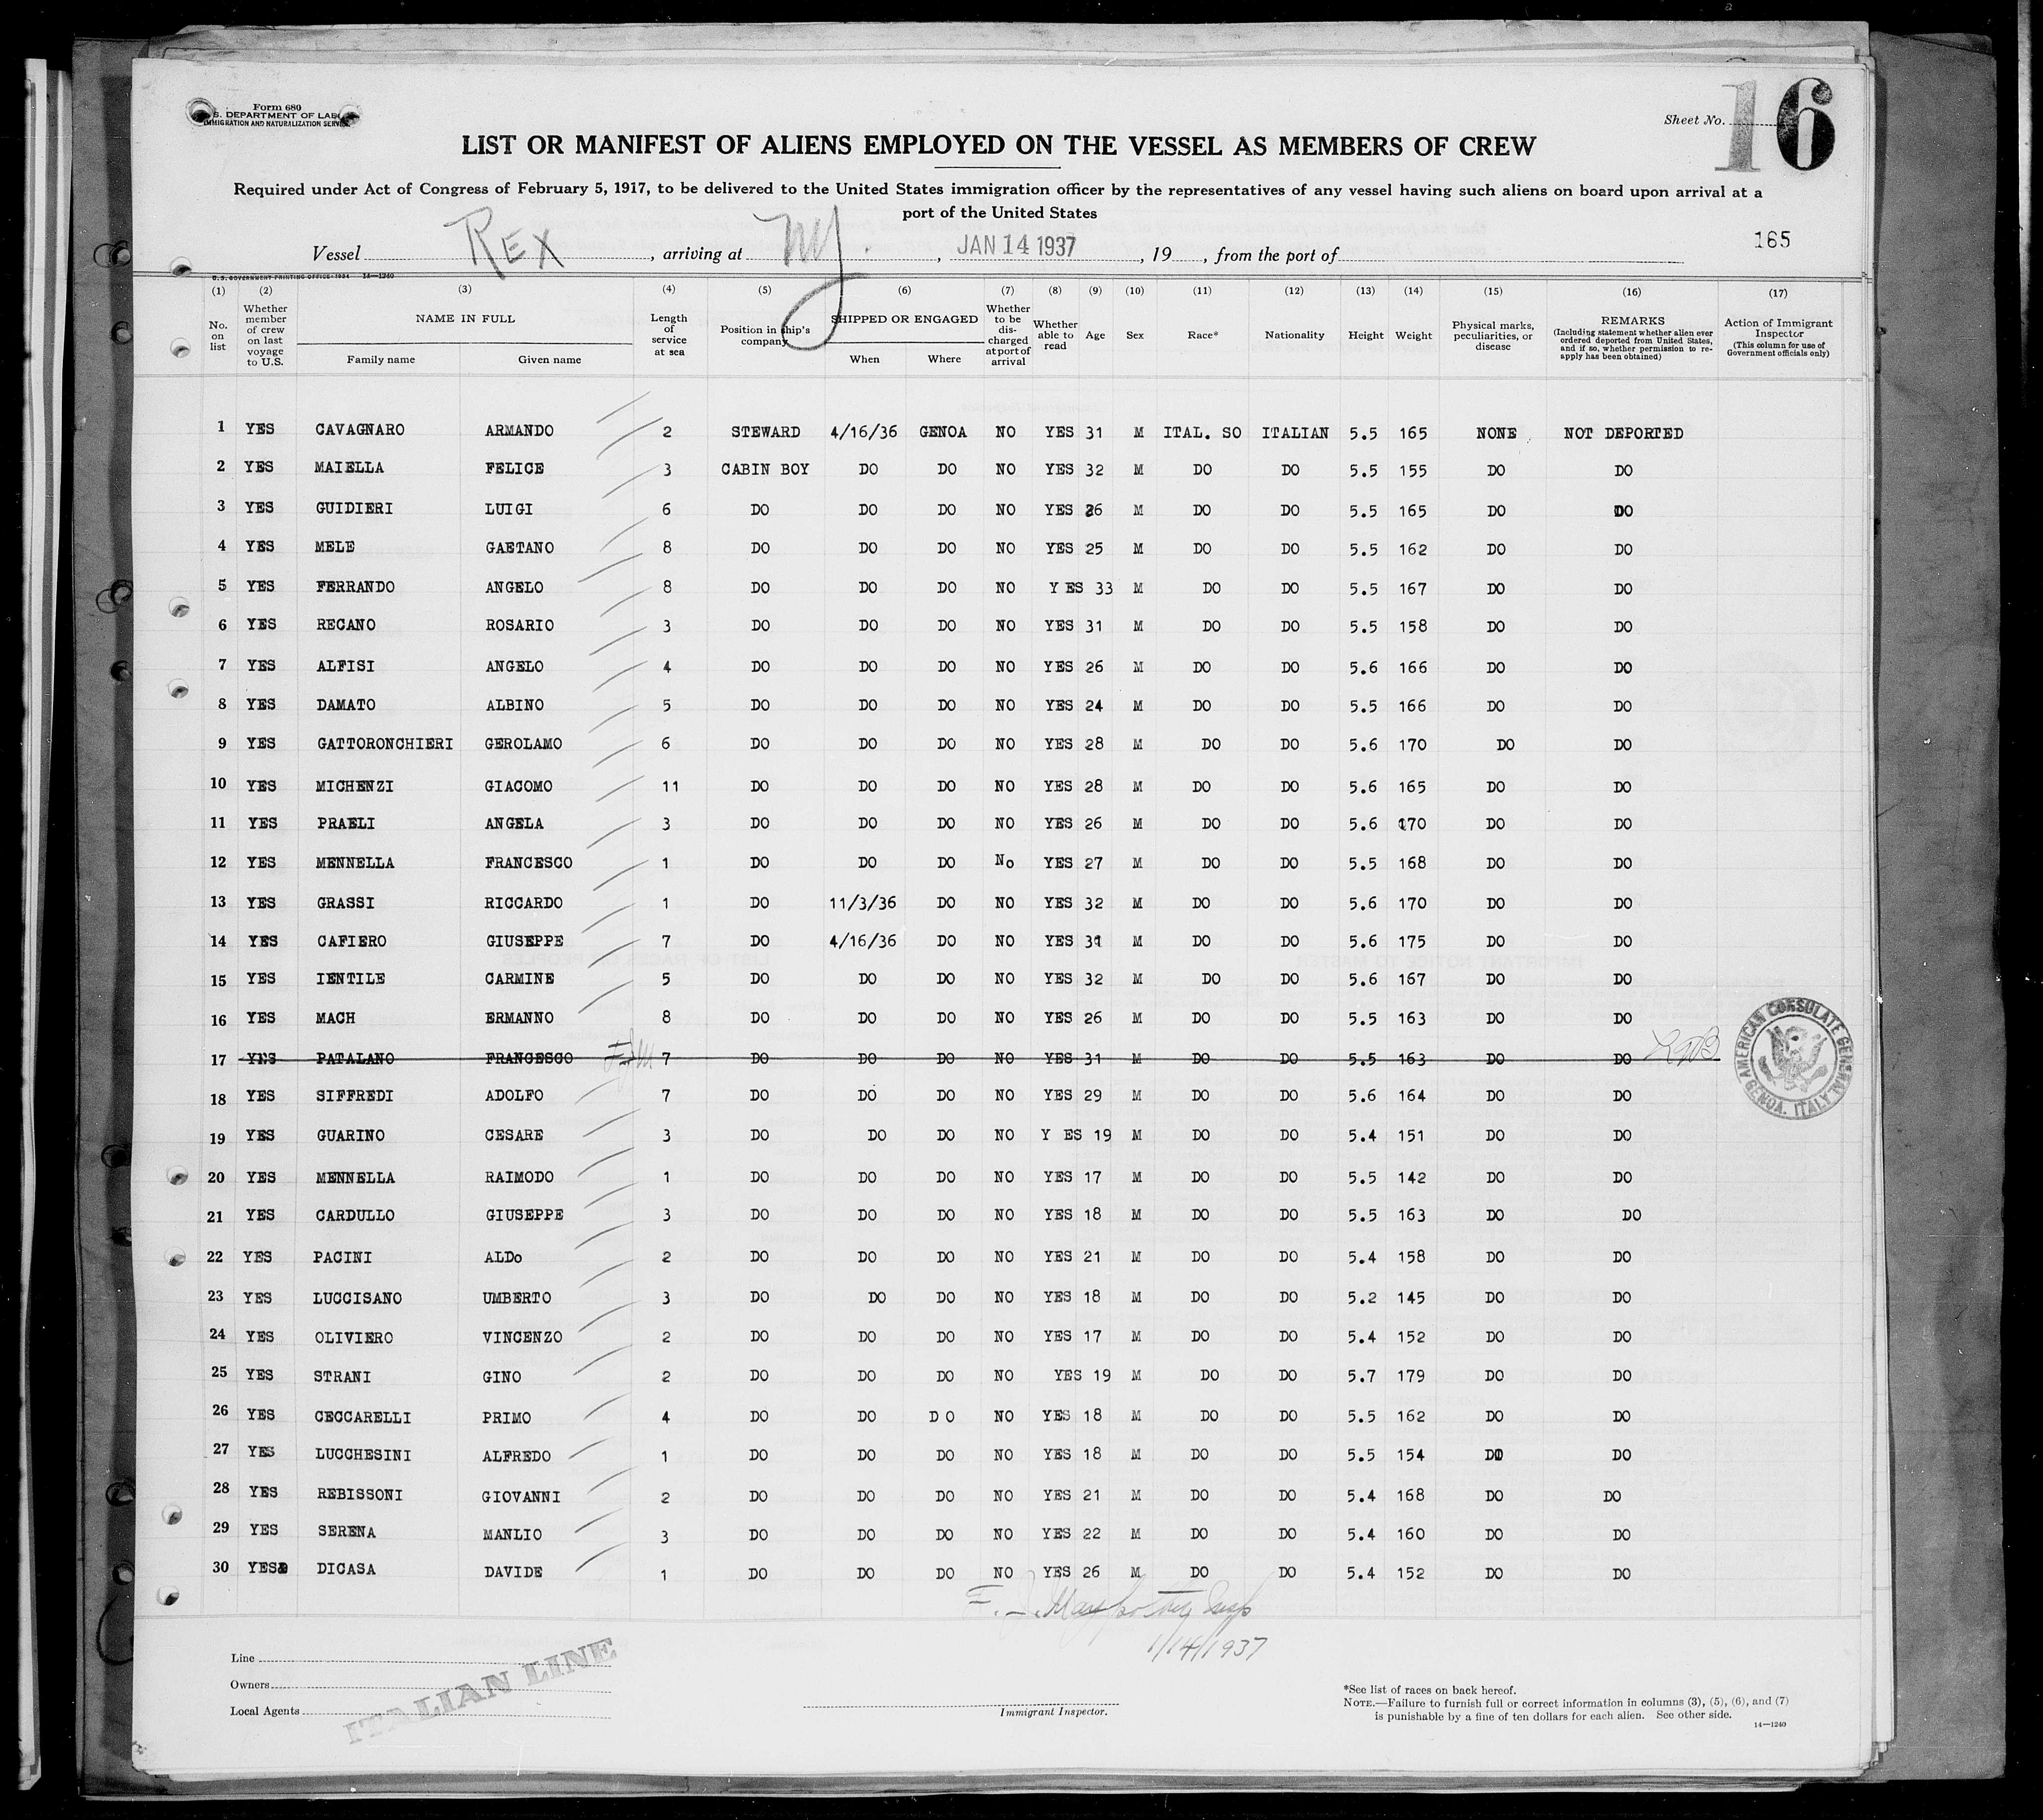 Form 680
S. DEPARTMENT OF LAB
IMMIGRATION AND NATURALIZATION SERV
Sheet No. 16
LIST OR MANIFEST OF ALIENS EMPLOYED ON THE VESSEL AS MEMBERS OF CREW
Required under Act of Congress of February 5, 1917, to be delivered to the United States immigration officer by the representatives of any vessel having such aliens on board upon arrival at a
port of the United States
165
Vessel REX, arriving at NY., JAN 14 1937, 19, from the port of
U.S. GOVERNMENT PRINTING OFFICE: 1934 14—1240
(1) (2) (3) (4) (5) (6) (7) (8) (9) (10) (11) (12) (13) (14) (15) (16) (17)
No. on list
Whether member of crew on last voyage to U.S.
NAME IN FULL
Family name Given name
Length of service at sea
Position in ship's company
SHIPPED OR ENGAGED
When Where
Whether to be discharged at port of arrival
Whether able to read
Age
Sex
Race*
Nationality
Height
Weight
Physical marks, peculiarities, or disease
REMARKS
(Including statement whether alien ever ordered deported from United States, and if so, whether permission to re-apply has been obtained)
Action of Immigrant Inspector
(This column for use of Government officials only)
1 YES CAVAGNARO ARMANDO 2 STEWARD 4/16/36 GENOA NO YES 31 M ITAL. SO ITALIAN 5.5 165 NONE NOT DEPORTED
2 YES MAIELLA FELICE 3 CABIN BOY DO DO NO YES 32 M DO DO 5.5 155 DO DO
3 YES GUIDIERI LUIGI 6 DO DO DO NO YES 26 M DO DO 5.5 165 DO DO
4 YES MELE GAETANO 8 DO DO DO NO YES 25 M DO DO 5.5 162 DO DO
5 YES FERRANDO ANGELO 8 DO DO DO NO Y ES 33 M DO DO 5.5 167 DO DO
6 YES RECANO ROSARIO 3 DO DO DO NO YES 31 M DO DO 5.5 158 DO DO
7 YES ALFISI ANGELO 4 DO DO DO NO YES 26 M DO DO 5.6 166 DO DO
8 YES DAMATO ALBINO 5 DO DO DO NO YES 24 M DO DO 5.5 166 DO DO
9 YES GATTORONCHIERI GEROLAMO 6 DO DO DO NO YES 28 M DO DO 5.6 170 DO DO
10 YES MICHENZI GIACOMO 11 DO DO DO NO YES 28 M DO DO 5.6 165 DO DO
11 YES PRAELI ANGELA 3 DO DO DO NO YES 26 M DO DO 5.6 170 DO DO
12 YES MENNELLA FRANCESCO 1 DO DO DO No YES 27 M DO DO 5.5 168 DO DO
13 YES GRASSI RICCARDO 1 DO 11/3/36 DO NO YES 32 M DO DO 5.6 170 DO DO
14 YES CAFIERO GIUSEPPE 7 DO 4/16/36 DO NO YES 31 M DO DO 5.6 175 DO DO
15 YES IENTILE CARMINE 5 DO DO DO NO YES 32 M DO DO 5.6 167 DO DO
16 YES MACH ERMANNO 8 DO DO DO NO YES 26 M DO DO 5.5 163 DO DO
17 YES PATALANO FRANCESCO 7 DO DO DO NO YES 31 M DO DO 5.5 163 DO DO
18 YES SIFFREDI ADOLFO 7 DO DO DO NO YES 29 M DO DO 5.6 164 DO DO
19 YES GUARINO CESARE 3 DO DO DO NO Y ES 19 M DO DO 5.4 151 DO DO
20 YES MENNELLA RAIMODO 1 DO DO DO NO YES 17 M DO DO 5.5 142 DO DO
21 YES CARDULLO GIUSEPPE 3 DO DO DO NO YES 18 M DO DO 5.5 163 DO DO
22 YES PACINI ALDo 2 DO DO DO NO YES 21 M DO DO 5.4 158 DO DO
23 YES LUCCISANO UMBERTO 3 DO DO DO NO YES 18 M DO DO 5.2 145 DO DO
24 YES OLIVIERO VINCENZO 2 DO DO DO NO YES 17 M DO DO 5.4 152 DO DO
25 YES STRANI GINO 2 DO DO DO NO YES 19 M DO DO 5.7 179 DO DO
26 YES CECCARELLI PRIMO 4 DO DO D O NO YES 18 M DO DO 5.5 162 DO DO
27 YES LUCCHESINI ALFREDO 1 DO DO DO NO YES 18 M DO DO 5.5 154 DO DO
28 YES REBISSONI GIOVANNI 2 DO DO DO NO YES 21 M DO DO 5.4 168 DO DO
29 YES SERENA MANLIO 3 DO DO DO NO YES 22 M DO DO 5.4 160 DO DO
30 YES DICASA DAVIDE 1 DO DO DO NO YES 26 M DO DO 5.4 152 DO DO
AMERICAN CONSULATE GENERAL
GENOA, ITALY
1/14/1937
Line
Owners
Local Agents
ITALIAN LINE
Immigrant Inspector.
*See list of races on back hereof.
NOTE.—Failure to furnish full or correct information in columns (3), (5), (6), and (7)
is punishable by a fine of ten dollars for each alien. See other side.
14—1240